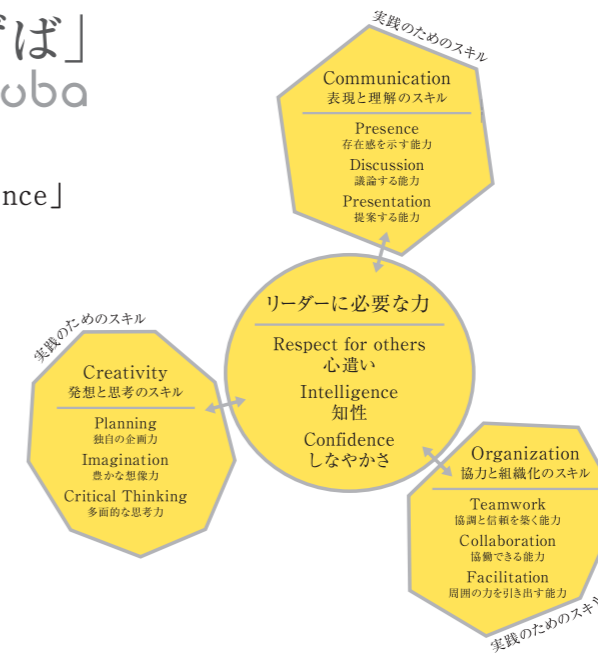 ずば」
uba
nce」
実践のためのスキル
Communication
表現と理解のスキル
Presence
存在感を示す能力
Discussion
議論する能力
Presentation
提案する能力
リーダーに必要な力
Respect for others
心遣い
Intelligence
知性
Confidence
しなやかさ
実践のためのスキル
Creativity
発想と思考のスキル
Planning
独自の企画力
Imagination
豊かな想像力
Critical Thinking
多面的な思考力
Organization
協力と組織化のスキル
Teamwork
協調と信頼を築く能力
Collaboration
協働できる能力
Facilitation
周囲の力を引き出す能力
実践のためのスキル